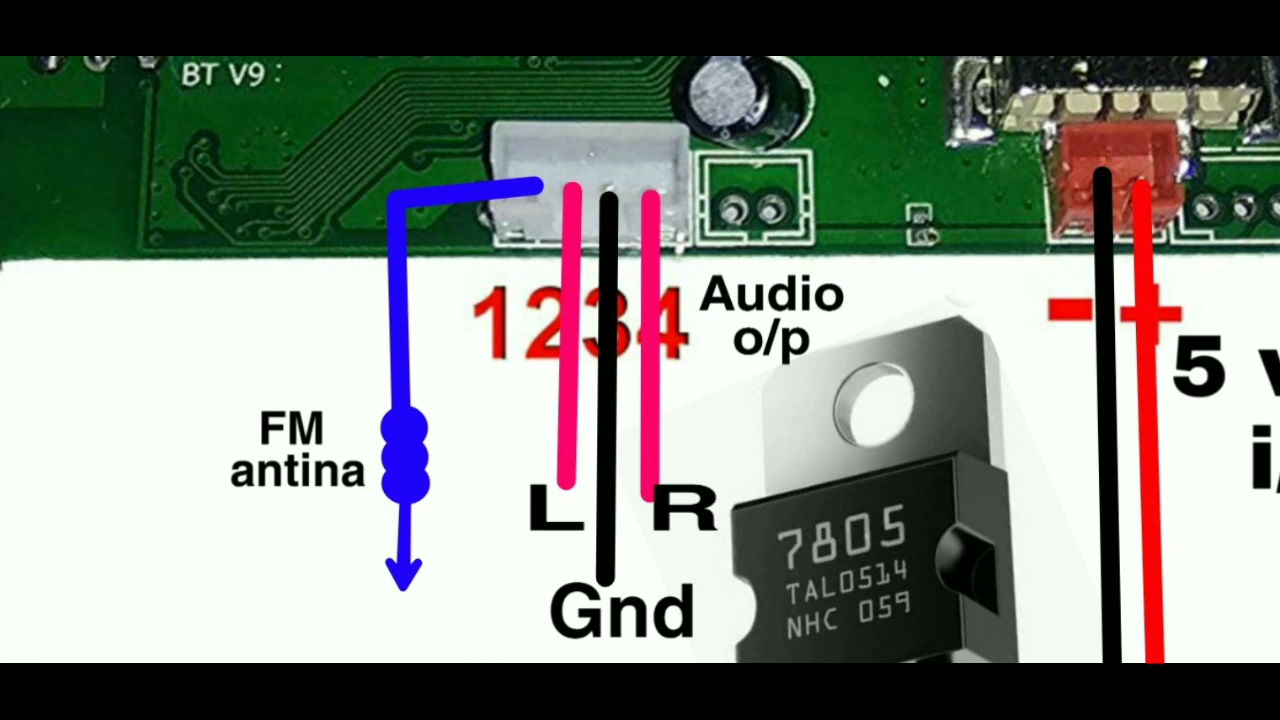 BT V9 :
1234
Audio
o/p
- +
5 v
i/
FM
antina
L R
Gnd
7805
TAL0514
NHC 059